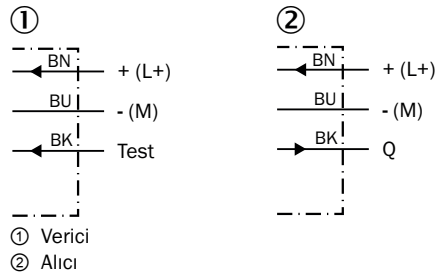 ① ②
BN + (L+) BN + (L+)
BU - (M) BU - (M)
BK Test BK Q
① Verici
② Alıcı